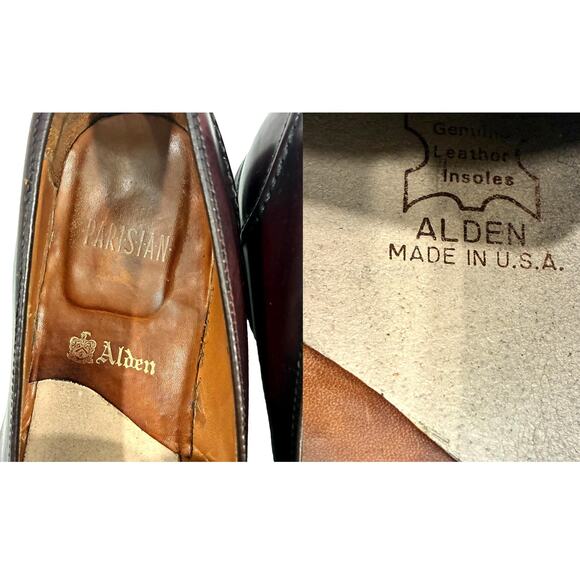 PARISIAN
Alden
Genuine
Leather
Insoles
ALDEN
MADE IN U.S.A.